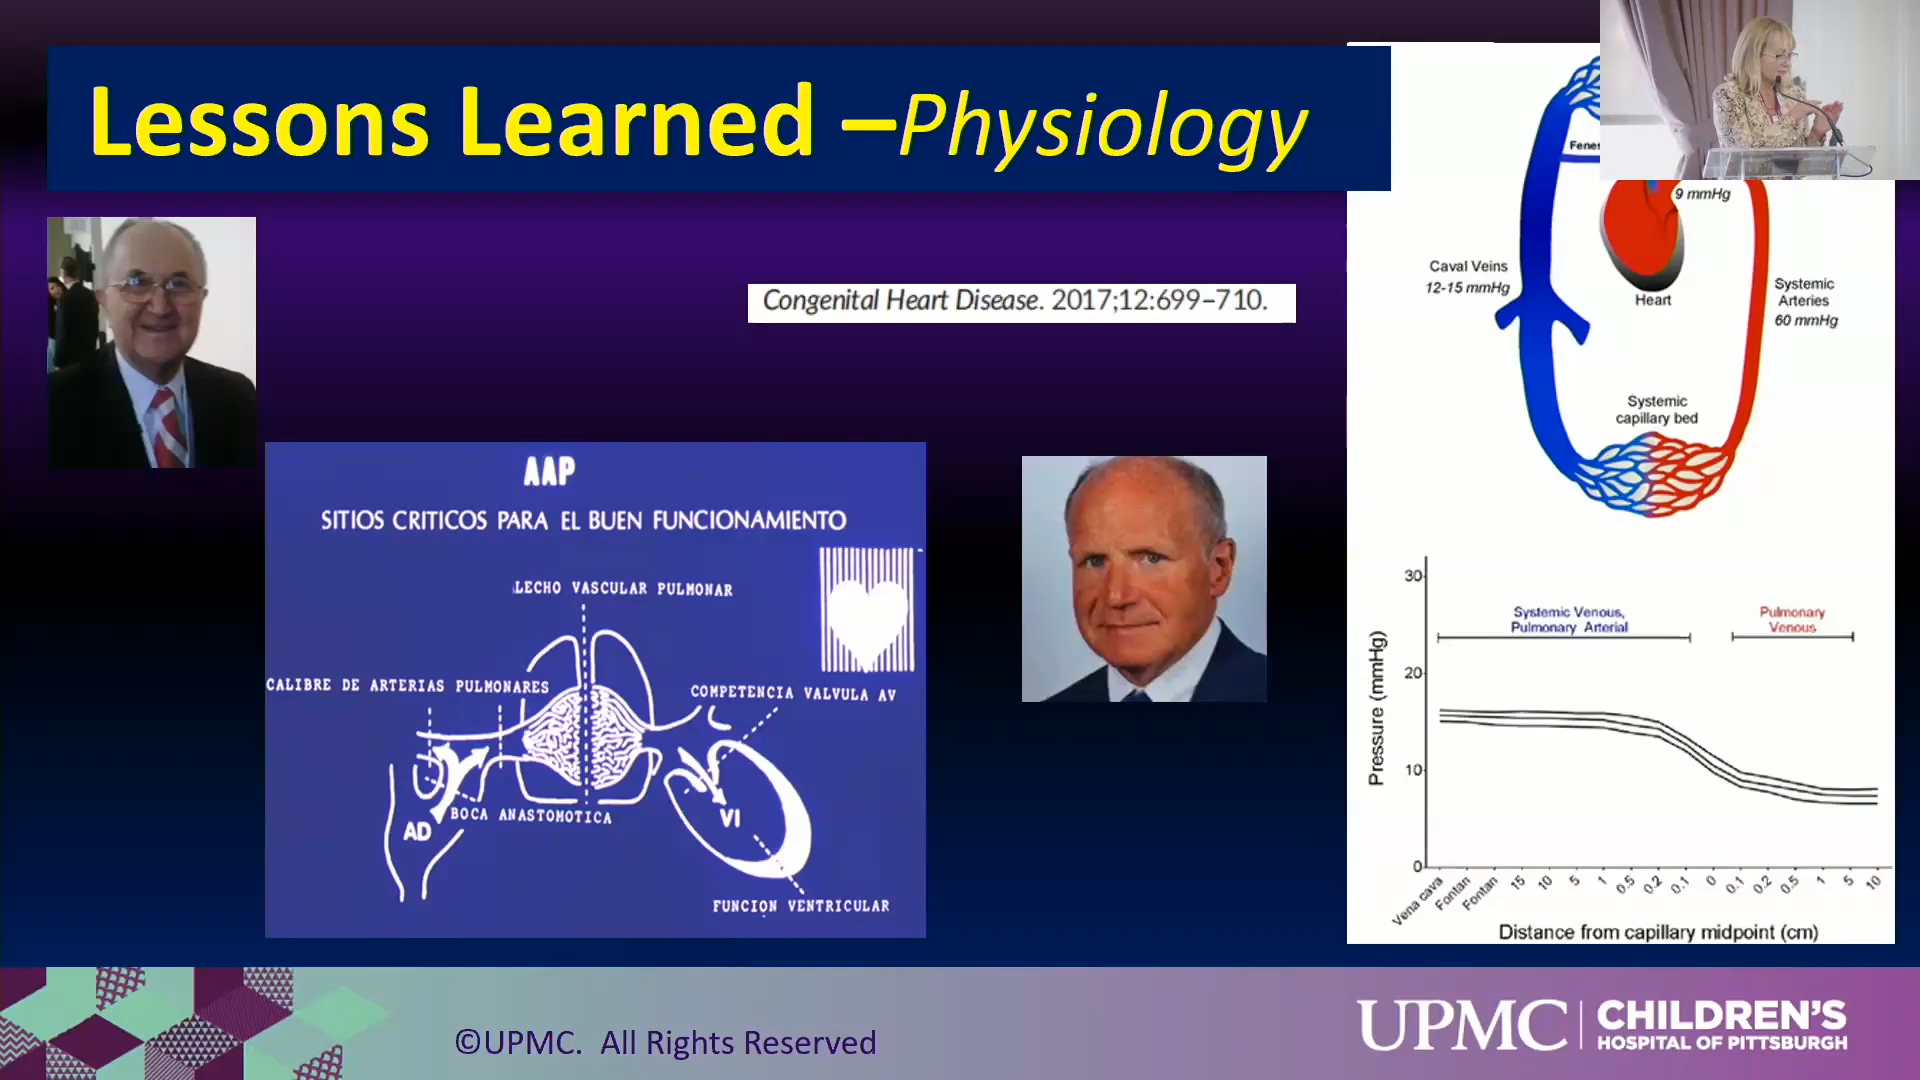 Lessons Learned –Physiology
Congenital Heart Disease. 2017;12:699–710.
AAP
SITIOS CRITICOS PARA EL BUEN FUNCIONAMIENTO
LECHO VASCULAR PULMONAR
CALIBRE DE ARTERIAS PULMONARES
COMPETENCIA VALVULA AV
BOCA ANASTOMOTICA
AD
VI
FUNCION VENTRICULAR
9 mmHg
Caval Veins
12-15 mmHg
Heart
Systemic
Arteries
60 mmHg
Systemic
capillary bed
30
20
10
0
Pressure (mmHg)
Systemic Venous,
Pulmonary Arterial
Pulmonary
Venous
Vena cava
Fontan
Fontan
15
10
5
1
0.5
0.2
0.1
0
0.1
0.2
0.5
1
5
10
Distance from capillary midpoint (cm)
©UPMC. All Rights Reserved
UPMC CHILDREN'S
HOSPITAL OF PITTSBURGH